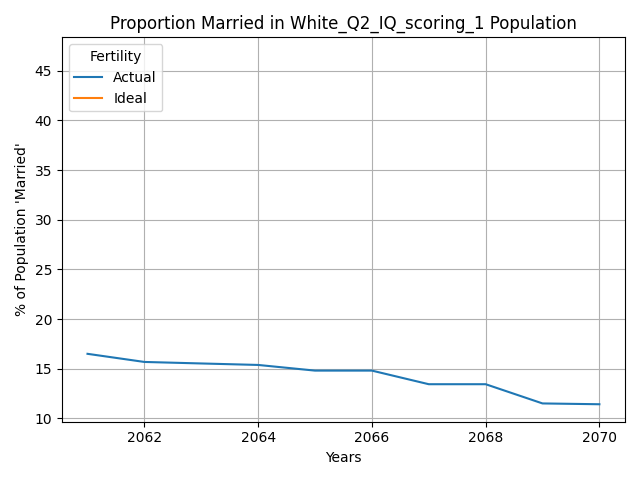 Proportion Married in White_Q2_IQ_scoring_1 Population
Fertility
Actual
Ideal
% of Population 'Married'
45
40
35
30
25
20
15
10
2062
2064
2066
2068
2070
Years